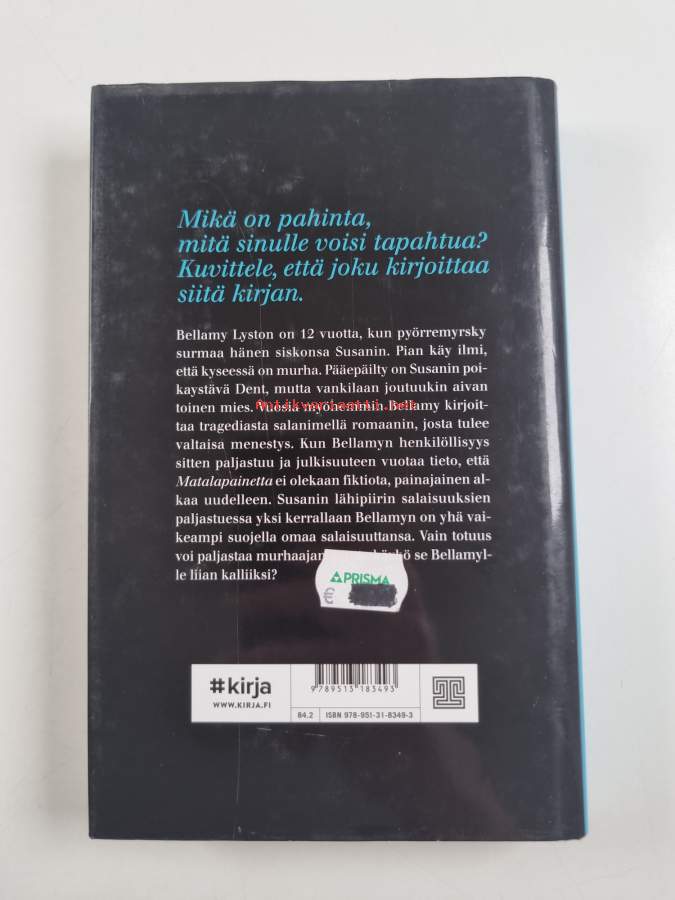 Mikä on pahinta,
mitä sinulle voisi tapahtua?
Kuvittele, että joku kirjoittaa
siitä kirjan.
Bellamy Lyston on 12 vuotta, kun pyörremyrsky
surmaa hänen siskonsa Susanin. Pian käy ilmi,
että kyseessä on murha. Pääepäilty on Susanin poi-
kaystävä Dent, mutta vankilaan joutuukin aivan
toinen mies. Vuosia myöhemmin Bellamy kirjoit-
taa tragediasta salanimellä romaanin, josta tulee
valtaisa menestys. Kun Bellamyn henkilöllisyys
sitten paljastuu ja julkisuuteen vuotaa tieto, että
Matalapainetta ei olekaan fiktiota, painajainen al-
kaa uudelleen. Susanin lähipiirin salaisuuksien
paljastuessa yksi kerrallaan Bellamyn on yhä vai-
keampi suojella omaa salaisuuttansa. Vain totuus
voi paljastaa se Bellamyl-
le liian kalliiksi?
PRISMA
€
#kirja
WWW.KIRJA.FI
9789513183493
84.2 ISBN 978-951-31-8349-3